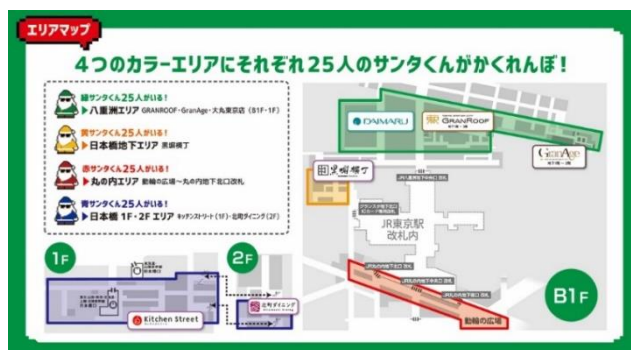 エリアマップ
4つのカラーエリアにそれぞれ25人のサンタくんがかくれんぼ!
緑サンタくん25人がいる!
▶八重洲エリア GRANROOF・GranAge・大丸東京店 (B1F・1F)
黄サンタくん25人がいる!
▶日本橋地下エリア 黒塀横丁
赤サンタくん25人がいる!
▶丸の内エリア 動輪の広場~丸の内地下北口改札
青サンタくん25人がいる!
▶日本橋 1F・2F エリア キッチンストリート(1F)・北町ダイニング(2F)
DAIMARU
GRANROOF
GranAge
黒塀横丁
JR東京駅
改札内
動輪の広場
B1F
1F
2F
Kitchen Street
北町ダイニング